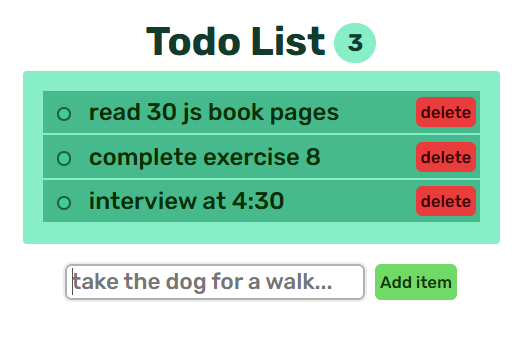 Todo List 3
read 30 js book pages delete
complete exercise 8 delete
interview at 4:30 delete
take the dog for a walk... Add item